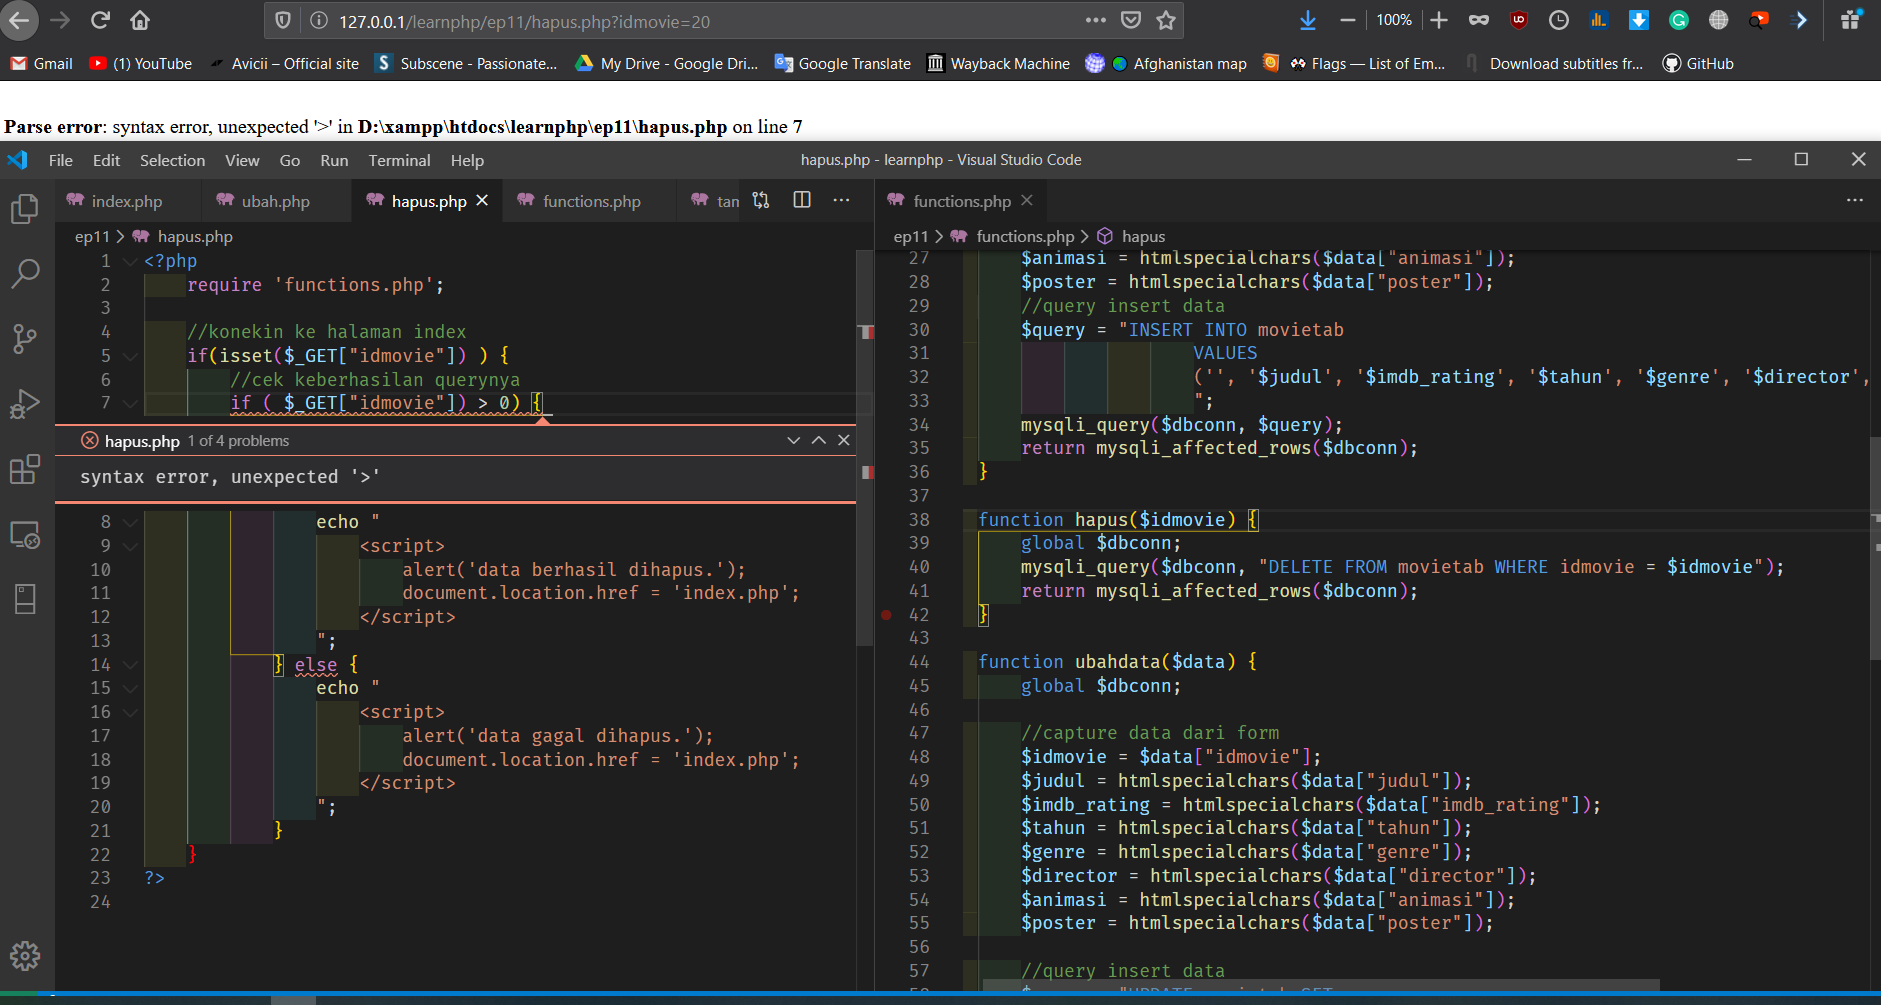 127.0.0.1/learnphp/ep11/hapus.php?idmovie=20
100%
Gmail
(1) YouTube
Avicii – Official site
Subscene - Passionate...
My Drive - Google Dri...
Google Translate
Wayback Machine
Afghanistan map
Flags — List of Em...
Download subtitles fr...
GitHub
Parse error: syntax error, unexpected '>' in D:\xampp\htdocs\learnphp\ep11\hapus.php on line 7
File Edit Selection View Go Run Terminal Help
hapus.php - learnphp - Visual Studio Code
index.php
ubah.php
hapus.php
functions.php
tam
ep11 > hapus.php
1 <?php
2 require 'functions.php';
3
4 //konekin ke halaman index
5 if(isset($_GET["idmovie"]) ) {
6 //cek keberhasilan querynya
7 if ( $_GET["idmovie"]) > 0) {
hapus.php 1 of 4 problems
syntax error, unexpected '>'
8 echo "
9 <script>
10 alert('data berhasil dihapus.');
11 document.location.href = 'index.php';
12 </script>
13 ";
14 } else {
15 echo "
16 <script>
17 alert('data gagal dihapus.');
18 document.location.href = 'index.php';
19 </script>
20 ";
21 }
22 }
23 ?>
24
functions.php
ep11 > functions.php > hapus
27 $animasi = htmlspecialchars($data["animasi"]);
28 $poster = htmlspecialchars($data["poster"]);
29 //query insert data
30 $query = "INSERT INTO movietab
31 VALUES
32 ('', '$judul', '$imdb_rating', '$tahun', '$genre', '$director',
33 ";
34 mysqli_query($dbconn, $query);
35 return mysqli_affected_rows($dbconn);
36 }
37
38 function hapus($idmovie) {
39 global $dbconn;
40 mysqli_query($dbconn, "DELETE FROM movietab WHERE idmovie = $idmovie");
41 return mysqli_affected_rows($dbconn);
42 }
43
44 function ubahdata($data) {
45 global $dbconn;
46
47 //capture data dari form
48 $idmovie = $data["idmovie"];
49 $judul = htmlspecialchars($data["judul"]);
50 $imdb_rating = htmlspecialchars($data["imdb_rating"]);
51 $tahun = htmlspecialchars($data["tahun"]);
52 $genre = htmlspecialchars($data["genre"]);
53 $director = htmlspecialchars($data["director"]);
54 $animasi = htmlspecialchars($data["animasi"]);
55 $poster = htmlspecialchars($data["poster"]);
56
57 //query insert data